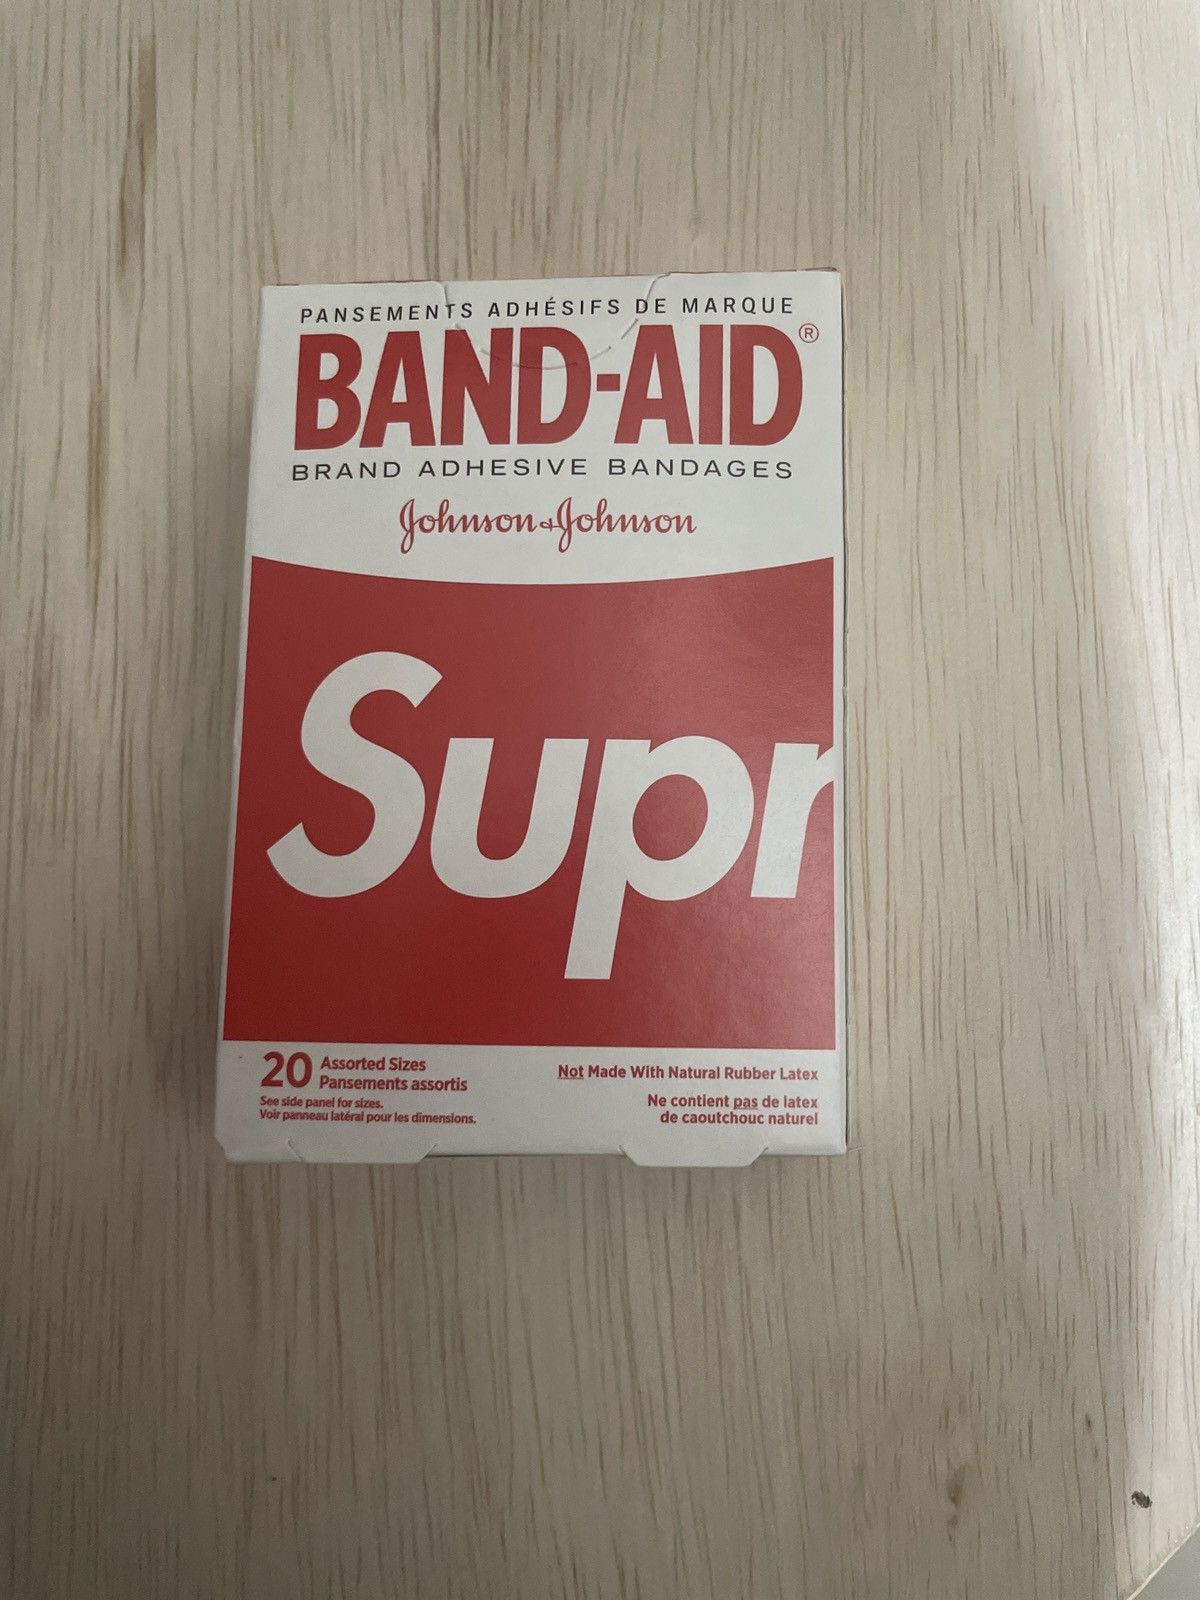 PANSEMENTS ADHÉSIFS DE MARQUE
BAND-AID®
BRAND ADHESIVE BANDAGES
Johnson & Johnson
Supr
20 Assorted Sizes
Pansements assortis
See side panel for sizes.
Voir panneau latéral pour les dimensions.
Not Made With Natural Rubber Latex
Ne contient pas de latex
de caoutchouc naturel